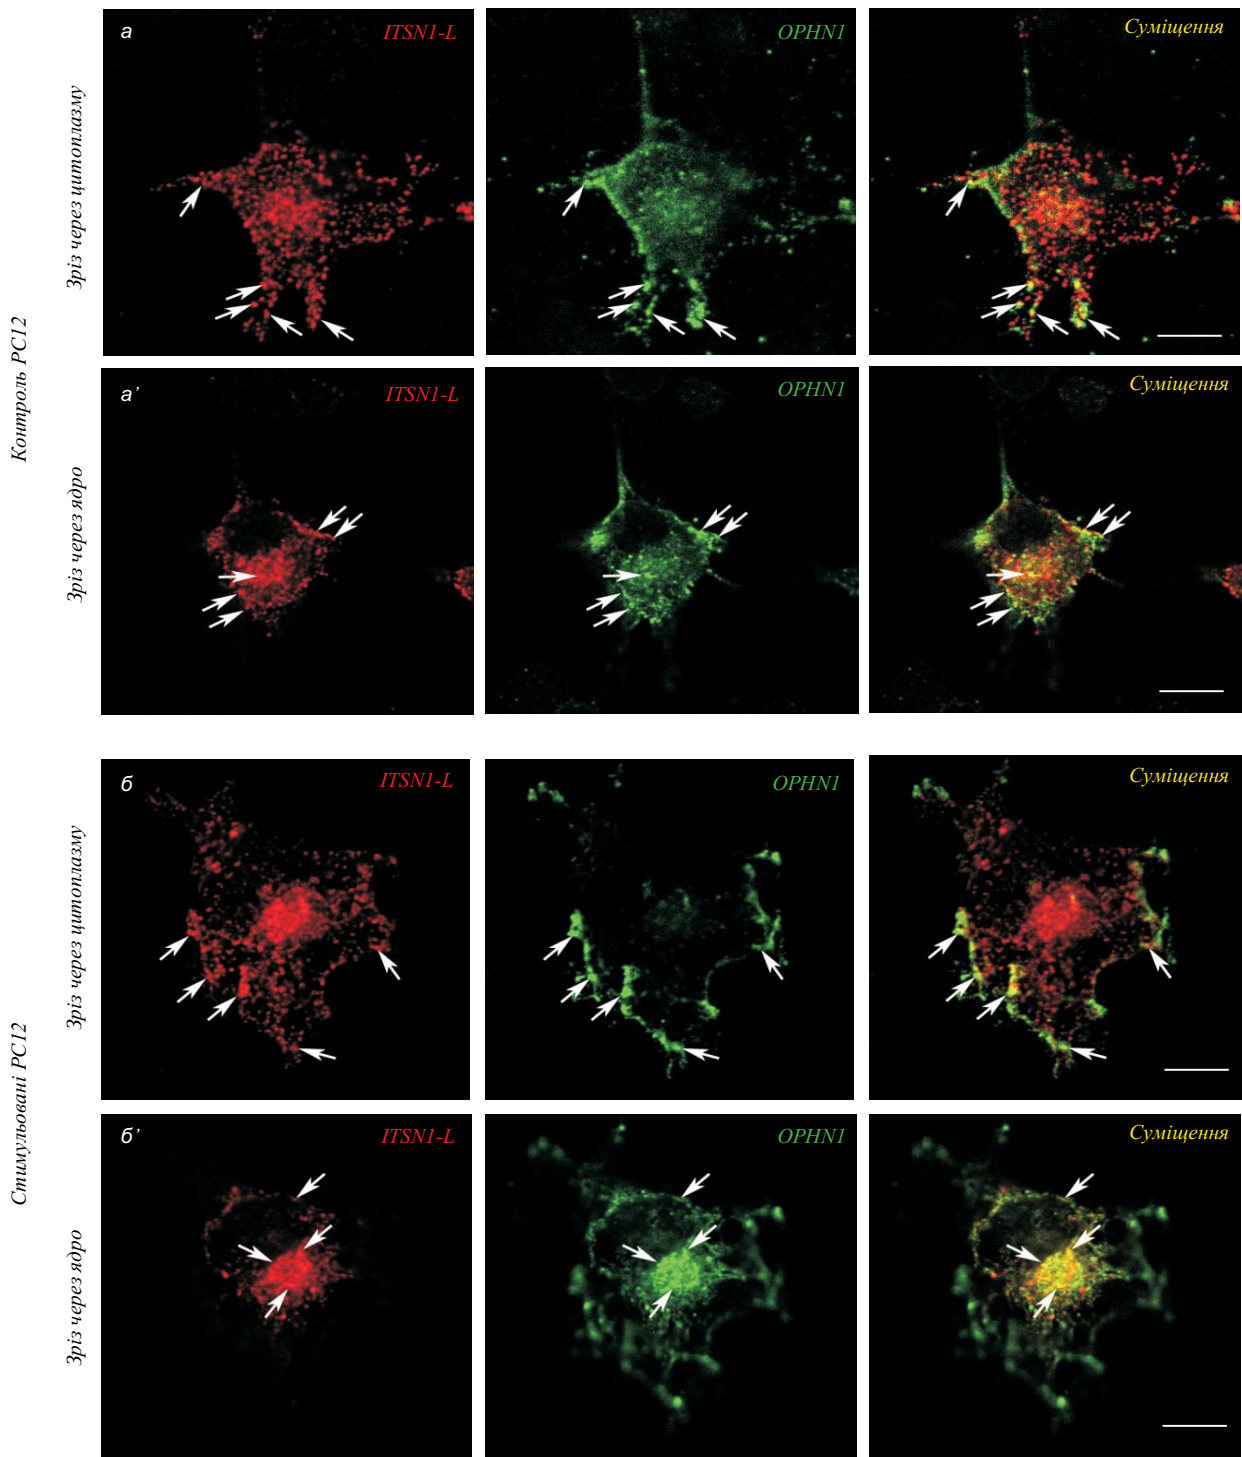 Контроль PC12
Зріз через цитоплазму
а
ITSN1-L
OPHN1
Суміщення
Зріз через ядро
а’
ITSN1-L
OPHN1
Суміщення
Стимульовані PC12
Зріз через цитоплазму
б
ITSN1-L
OPHN1
Суміщення
Зріз через ядро
б’
ITSN1-L
OPHN1
Суміщення